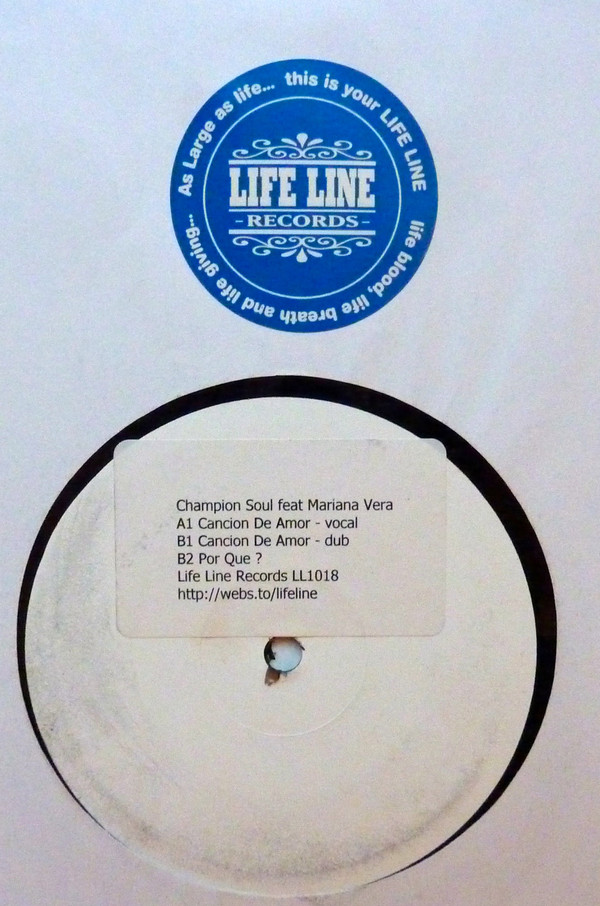 As Large as life... this is your LIFE LINE
life blood, life breath and life giving...
LIFE LINE
-RECORDS-
Champion Soul feat Mariana Vera
A1 Cancion De Amor - vocal
B1 Cancion De Amor - dub
B2 Por Que ?
Life Line Records LL1018
http://webs.to/lifeline